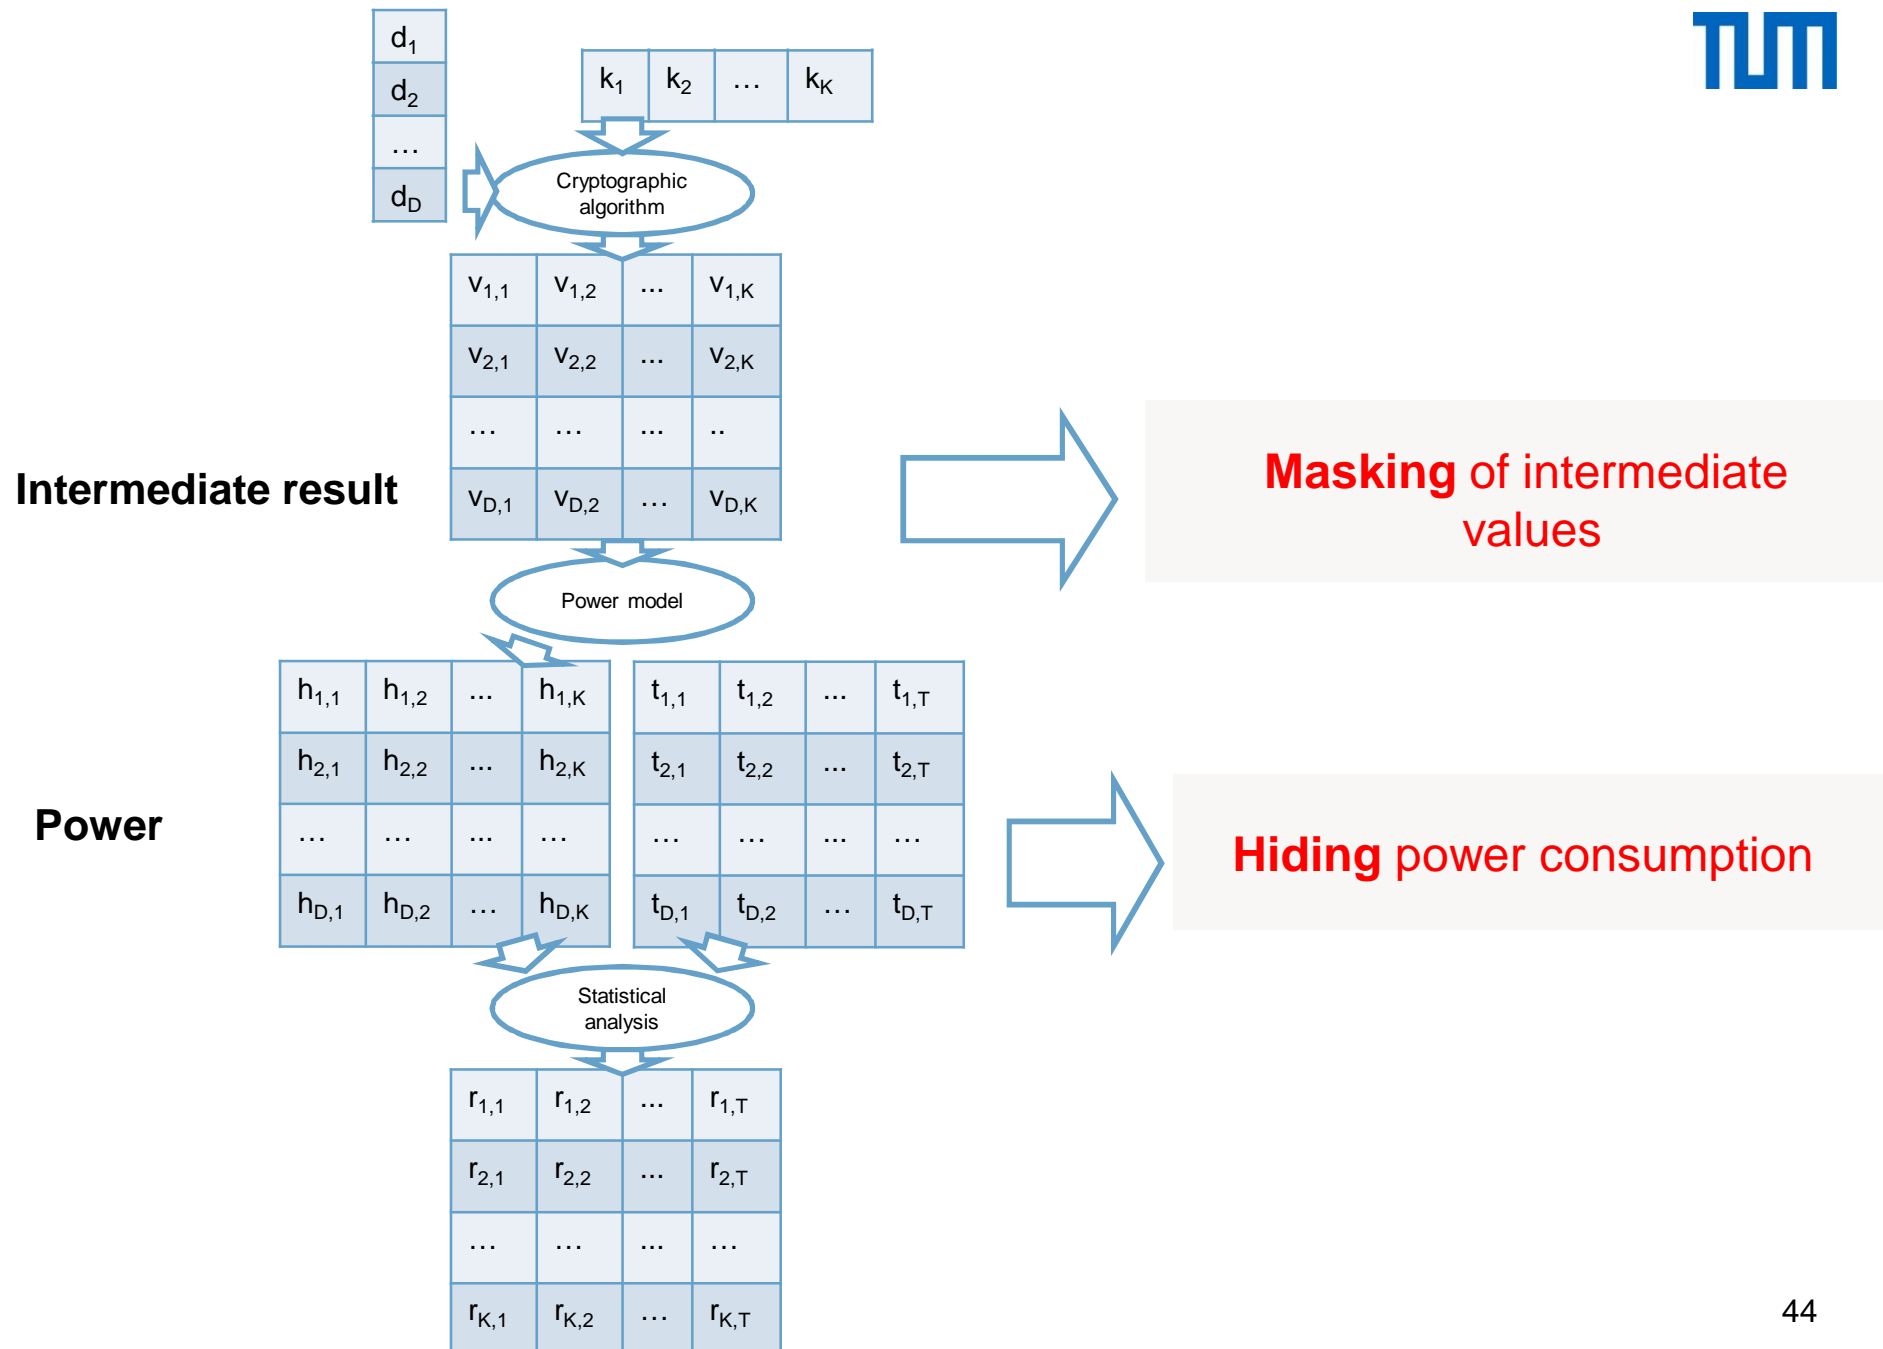 TUM
d1
d2
…
dD
k1 k2 … kK
Cryptographic
algorithm
v1,1 v1,2 ... v1,K
v2,1 v2,2 ... v2,K
… … ... ..
vD,1 vD,2 … vD,K
Intermediate result
Masking of intermediate
values
Power model
h1,1 h1,2 ... h1,K t1,1 t1,2 ... t1,T
h2,1 h2,2 ... h2,K t2,1 t2,2 ... t2,T
… … ... … … … ... …
hD,1 hD,2 … hD,K tD,1 tD,2 … tD,T
Power
Hiding power consumption
Statistical
analysis
r1,1 r1,2 ... r1,T
r2,1 r2,2 ... r2,T
… … ... …
rK,1 rK,2 … rK,T
44